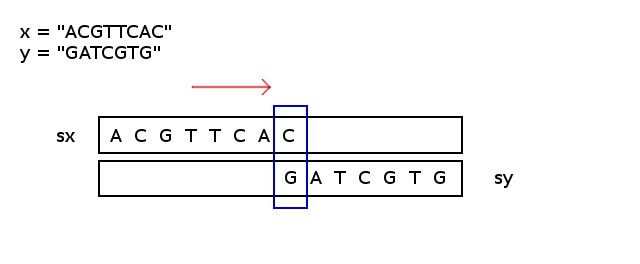 x = "ACGTTCAC"
y = "GATCGTG"
sx A C G T T C A C
G A T C G T G sy